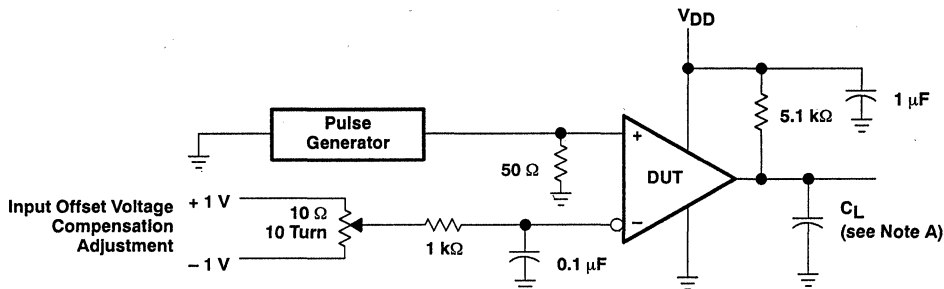 VDD
Pulse
Generator
50 Ω
+
−
DUT
5.1 kΩ
1 μF
Input Offset Voltage
Compensation
Adjustment
+ 1 V
− 1 V
10 Ω
10 Turn
1 kΩ
0.1 μF
CL
(see Note A)